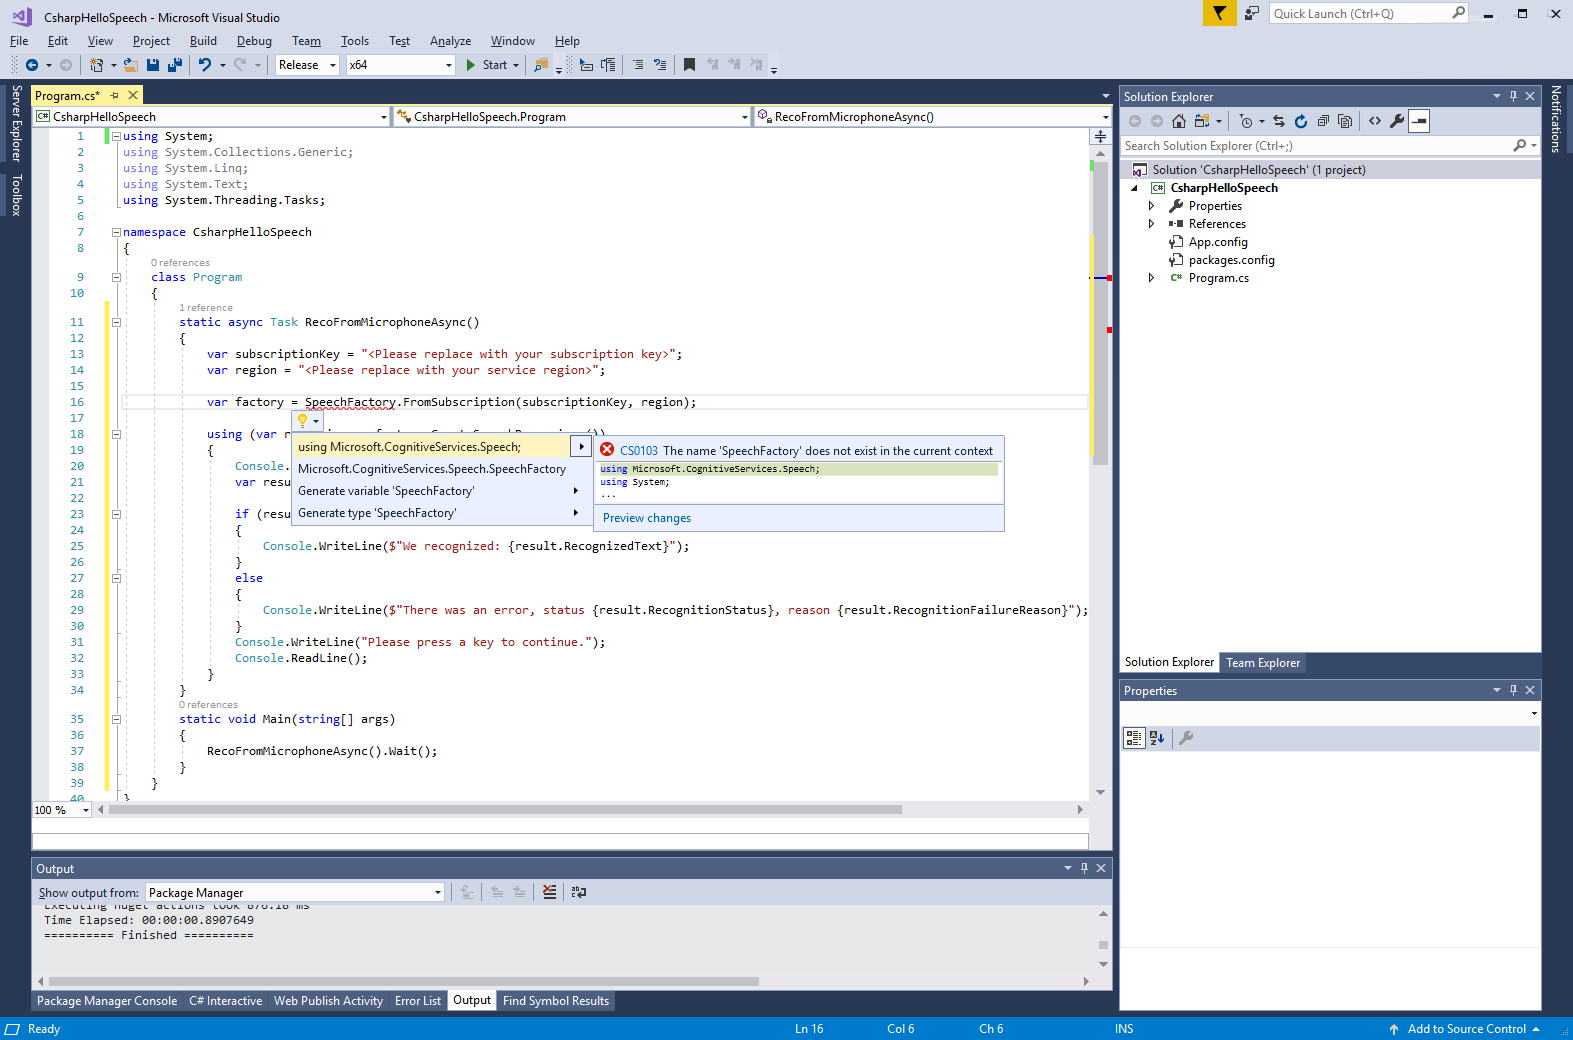 CsharpHelloSpeech - Microsoft Visual Studio
Quick Launch (Ctrl+Q)
File Edit View Project Build Debug Team Tools Test Analyze Window Help
Release x64 Start
Server Explorer
Toolbox
Notifications
Program.cs*
CsharpHelloSpeech CsharpHelloSpeech.Program RecoFromMicrophoneAsync()
1 using System;
2 using System.Collections.Generic;
3 using System.Linq;
4 using System.Text;
5 using System.Threading.Tasks;
6
7 namespace CsharpHelloSpeech
8 {
0 references
9 class Program
10 {
1 reference
11 static async Task RecoFromMicrophoneAsync()
12 {
13 var subscriptionKey = "<Please replace with your subscription key>";
14 var region = "<Please replace with your service region>";
15
16 var factory = SpeechFactory.FromSubscription(subscriptionKey, region);
17
18 using (var
19 {
20 Console.
21 var resu
22
23 if (resu
24 {
25 Console.WriteLine($"We recognized: {result.RecognizedText}");
26 }
27 else
28 {
29 Console.WriteLine($"There was an error, status {result.RecognitionStatus}, reason {result.RecognitionFailureReason}");
30 }
31 Console.WriteLine("Please press a key to continue.");
32 Console.ReadLine();
33 }
34 }
0 references
35 static void Main(string[] args)
36 {
37 RecoFromMicrophoneAsync().Wait();
38 }
39 }
40 }
using Microsoft.CognitiveServices.Speech;
Microsoft.CognitiveServices.Speech.SpeechFactory
Generate variable 'SpeechFactory'
Generate type 'SpeechFactory'
CS0103 The name 'SpeechFactory' does not exist in the current context
using Microsoft.CognitiveServices.Speech;
using System;
...
Preview changes
100 %
Output
Show output from: Package Manager
Executing nuget actions took 876.18 ms
Time Elapsed: 00:00:00.8907649
========== Finished ==========
Package Manager Console C# Interactive Web Publish Activity Error List Output Find Symbol Results
Solution Explorer
Search Solution Explorer (Ctrl+;)
Solution 'CsharpHelloSpeech' (1 project)
C# CsharpHelloSpeech
Properties
References
App.config
packages.config
C# Program.cs
Solution Explorer Team Explorer
Properties
Ready Ln 16 Col 6 Ch 6 INS Add to Source Control